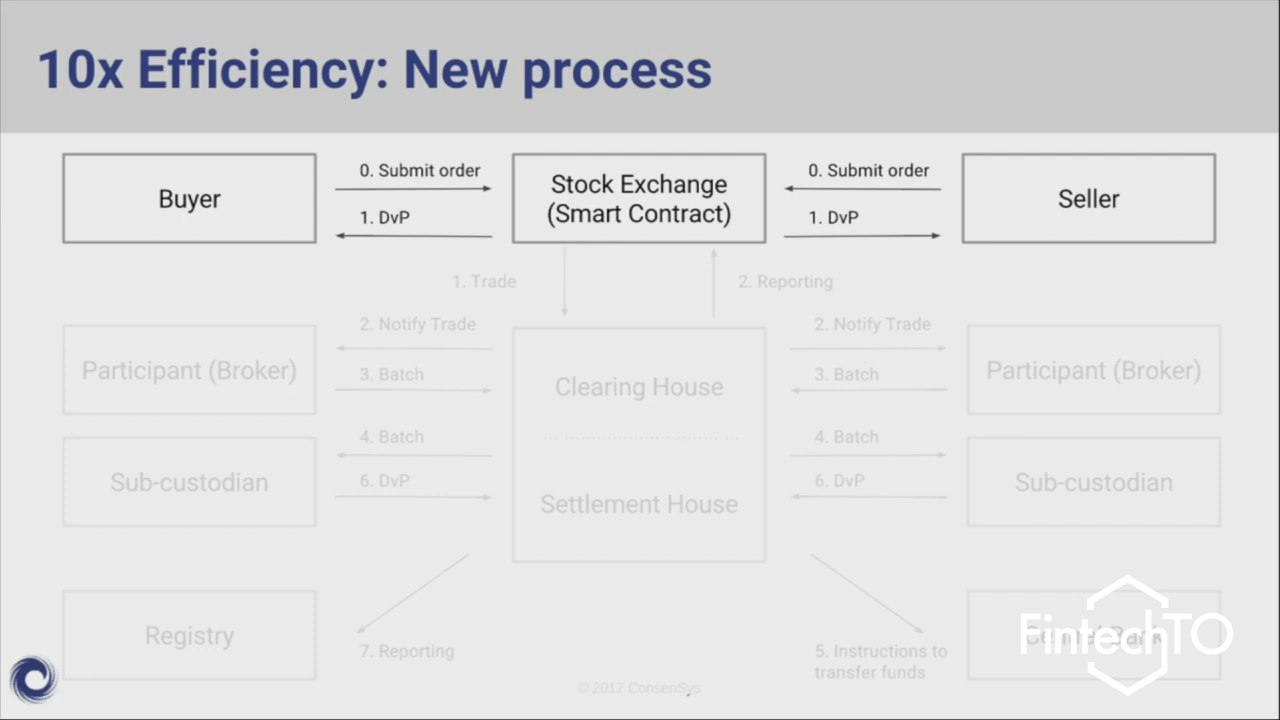 10x Efficiency: New process
Buyer
0. Submit order
1. DvP
Stock Exchange
(Smart Contract)
0. Submit order
1. DvP
Seller
1. Trade
2. Reporting
Participant (Broker)
2. Notify Trade
3. Batch
Clearing House
2. Notify Trade
3. Batch
Participant (Broker)
Sub-custodian
4. Batch
6. DvP
Settlement House
4. Batch
6. DvP
Sub-custodian
Registry
7. Reporting
5. Instructions to
transfer funds
Central Bank
FintechTO
© 2017 ConsenSys